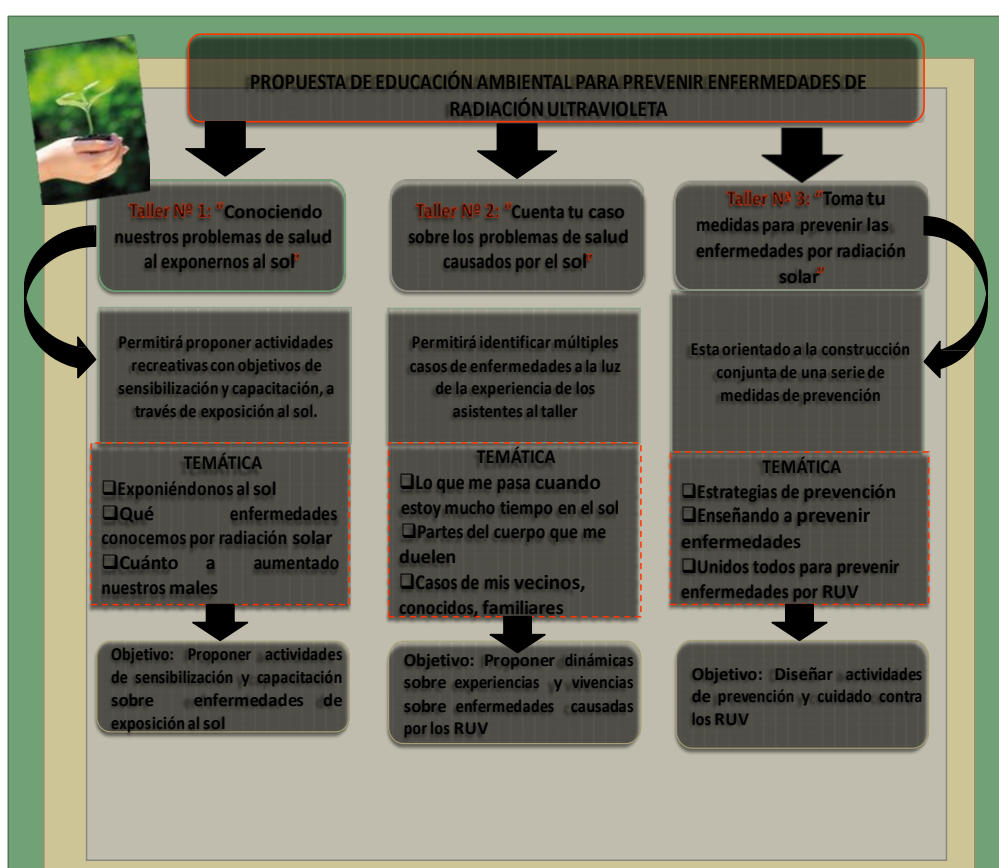 PROPUESTA DE EDUCACIÓN AMBIENTAL PARA PREVENIR ENFERMEDADES DE
RADIACIÓN ULTRAVIOLETA
Taller Nº 1: "Conociendo
nuestros problemas de salud
al exponernos al sol"
Permitirá proponer actividades
recreativas con objetivos de
sensibilización y capacitación, a
través de exposición al sol.
TEMÁTICA
❑Exponiéndonos al sol
❑Qué enfermedades
conocemos por radiación solar
❑Cuánto a aumentado
nuestros males
Objetivo: Proponer actividades
de sensibilización y capacitación
sobre enfermedades de
exposición al sol
Taller Nº 2: "Cuenta tu caso
sobre los problemas de salud
causados por el sol"
Permitirá identificar múltiples
casos de enfermedades a la luz
de la experiencia de los
asistentes al taller
TEMÁTICA
❑Lo que me pasa cuando
estoy mucho tiempo en el sol
❑Partes del cuerpo que me
duelen
❑Casos de mis vecinos,
conocidos, familiares
Objetivo: Proponer dinámicas
sobre experiencias y vivencias
sobre enfermedades causadas
por los RUV
Taller Nº 3: "Toma tu
medidas para prevenir las
enfermedades por radiación
solar"
Esta orientado a la construcción
conjunta de una serie de
medidas de prevención
TEMÁTICA
❑Estrategias de prevención
❑Enseñando a prevenir
enfermedades
❑Unidos todos para prevenir
enfermedades por RUV
Objetivo: Diseñar actividades
de prevención y cuidado contra
los RUV